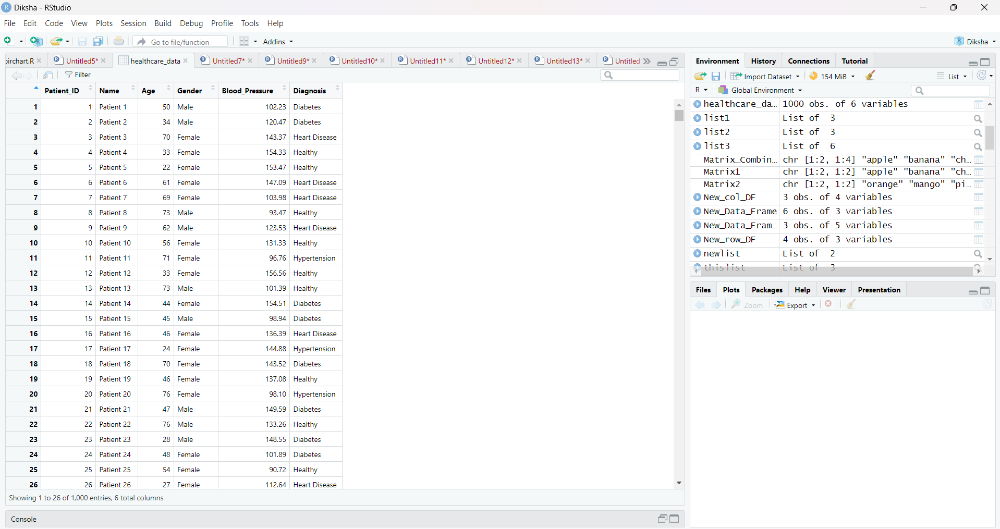 Diksha - RStudio
File Edit Code View Plots Session Build Debug Profile Tools Help
Go to file/function Addins Diksha
oirchart.R Untitled5* healthcare_data Untitled7* Untitled9* Untitled10* Untitled11* Untitled12* Untitled13* Untitled
Filter
Patient_ID Name Age Gender Blood_Pressure Diagnosis
1 1 Patient 1 50 Male 102.23 Diabetes
2 2 Patient 2 34 Male 120.47 Diabetes
3 3 Patient 3 70 Female 143.37 Heart Disease
4 4 Patient 4 33 Female 154.33 Healthy
5 5 Patient 5 22 Female 153.47 Healthy
6 6 Patient 6 61 Female 147.09 Heart Disease
7 7 Patient 7 69 Female 103.98 Heart Disease
8 8 Patient 8 73 Male 93.47 Healthy
9 9 Patient 9 62 Male 123.53 Heart Disease
10 10 Patient 10 56 Female 131.33 Healthy
11 11 Patient 11 71 Female 96.76 Hypertension
12 12 Patient 12 33 Female 156.56 Healthy
13 13 Patient 13 73 Male 101.39 Healthy
14 14 Patient 14 44 Female 154.51 Diabetes
15 15 Patient 15 45 Male 98.94 Diabetes
16 16 Patient 16 46 Female 136.39 Heart Disease
17 17 Patient 17 24 Female 144.88 Hypertension
18 18 Patient 18 70 Female 143.52 Diabetes
19 19 Patient 19 46 Female 137.08 Healthy
20 20 Patient 20 76 Female 98.10 Hypertension
21 21 Patient 21 47 Male 149.59 Diabetes
22 22 Patient 22 76 Male 133.26 Healthy
23 23 Patient 23 28 Male 148.55 Diabetes
24 24 Patient 24 48 Female 101.89 Diabetes
25 25 Patient 25 54 Female 90.72 Healthy
26 26 Patient 26 27 Female 112.64 Heart Disease
Showing 1 to 26 of 1,000 entries, 6 total columns
Console
Environment History Connections Tutorial
Import Dataset 154 MiB List
R Global Environment
healthcare_da... 1000 obs. of 6 variables
list1 List of 3
list2 List of 3
list3 List of 6
Matrix_Combin... chr [1:2, 1:4] "apple" "banana" "ch...
Matrix1 chr [1:2, 1:2] "apple" "banana" "ch...
Matrix2 chr [1:2, 1:2] "orange" "mango" "pi...
New_col_DF 3 obs. of 4 variables
New_Data_Frame 6 obs. of 3 variables
New_Data_Fram... 3 obs. of 5 variables
New_row_DF 4 obs. of 3 variables
newlist List of 2
thislist List of 3
Files Plots Packages Help Viewer Presentation
Zoom Export